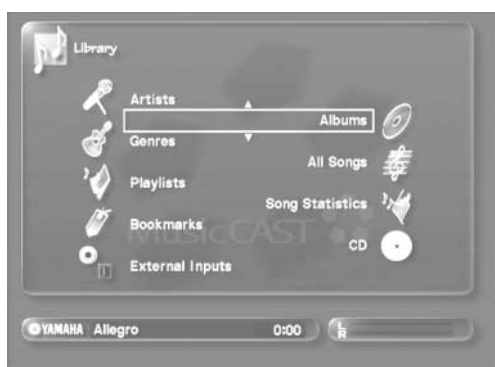 Library
Artists
Albums
Genres
All Songs
Playlists
Song Statistics
Bookmarks
MusicCAST
CD
External Inputs
YAMAHA Allegro 0:00 L
R